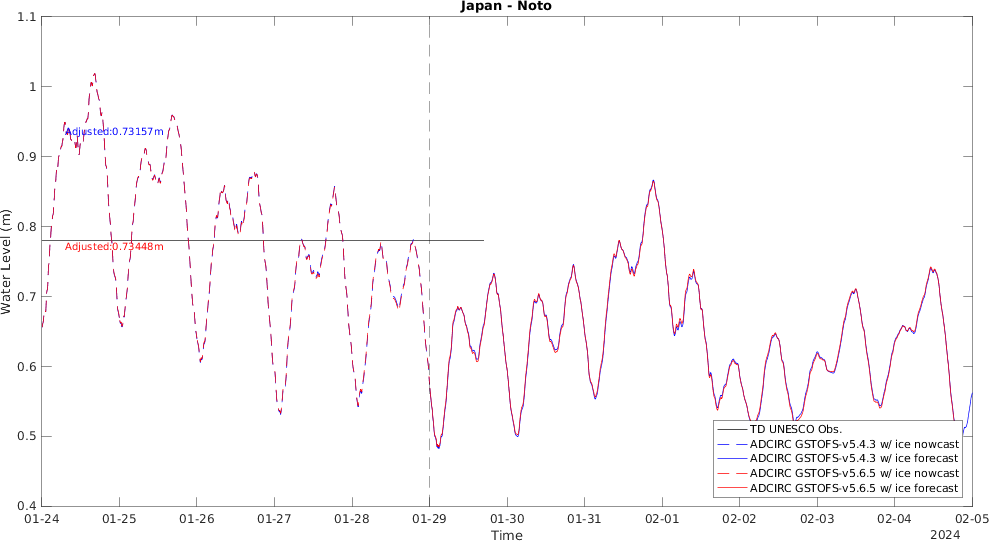 Japan - Noto
1.1
1
0.9
0.8
0.7
0.6
0.5
0.4
Water Level (m)
Adjusted:0.73157m
Adjusted:0.73448m
TD UNESCO Obs.
ADCIRC GSTOFS-v5.4.3 w/ ice nowcast
ADCIRC GSTOFS-v5.4.3 w/ ice forecast
ADCIRC GSTOFS-v5.6.5 w/ ice nowcast
ADCIRC GSTOFS-v5.6.5 w/ ice forecast
01-24 01-25 01-26 01-27 01-28 01-29 01-30 01-31 02-01 02-02 02-03 02-04 02-05
Time
2024